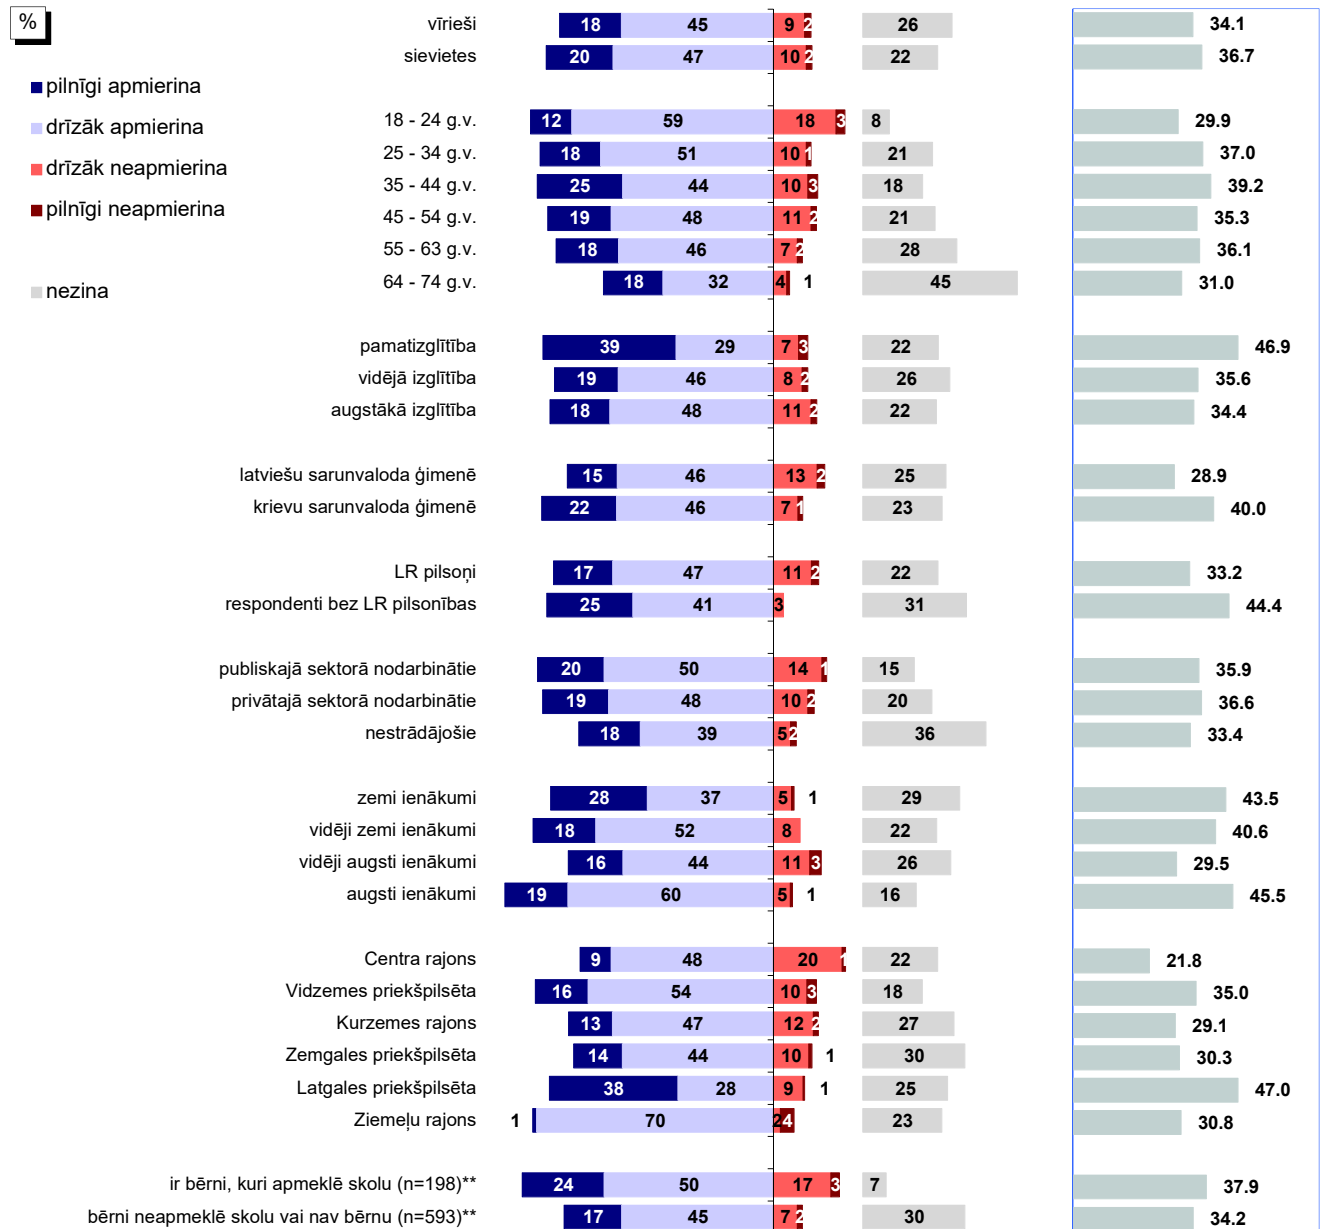 %
pilnīgi apmierina
drīzāk apmierina
drīzāk neapmierina
pilnīgi neapmierina
nezina
vīrieši 18 45 9 2 26 34.1
sievietes 20 47 10 2 22 36.7
18 - 24 g.v. 12 59 18 3 8 29.9
25 - 34 g.v. 18 51 10 1 21 37.0
35 - 44 g.v. 25 44 10 3 18 39.2
45 - 54 g.v. 19 48 11 2 21 35.3
55 - 63 g.v. 18 46 7 2 28 36.1
64 - 74 g.v. 18 32 4 1 45 31.0
pamatizglītība 39 29 7 3 22 46.9
vidējā izglītība 19 46 8 2 26 35.6
augstākā izglītība 18 48 11 2 22 34.4
latviešu sarunvaloda ģimenē 15 46 13 2 25 28.9
krievu sarunvaloda ģimenē 22 46 7 1 23 40.0
LR pilsoņi 17 47 11 2 22 33.2
respondenti bez LR pilsonības 25 41 3 31 44.4
publiskajā sektorā nodarbinātie 20 50 14 1 15 35.9
privātajā sektorā nodarbinātie 19 48 10 2 20 36.6
nestrādājošie 18 39 5 2 36 33.4
zemi ienākumi 28 37 5 1 29 43.5
vidēji zemi ienākumi 18 52 8 22 40.6
vidēji augsti ienākumi 16 44 11 3 26 29.5
augsti ienākumi 19 60 5 1 16 45.5
Centra rajons 9 48 20 1 22 21.8
Vidzemes priekšpilsēta 16 54 10 3 18 35.0
Kurzemes rajons 13 47 12 2 27 29.1
Zemgales priekšpilsēta 14 44 10 1 30 30.3
Latgales priekšpilsēta 38 28 9 1 25 47.0
Ziemeļu rajons 1 70 2 4 23 30.8
ir bērni, kuri apmeklē skolu (n=198)** 24 50 17 3 7 37.9
bērni neapmeklē skolu vai nav bērnu (n=593)** 17 45 7 2 30 34.2